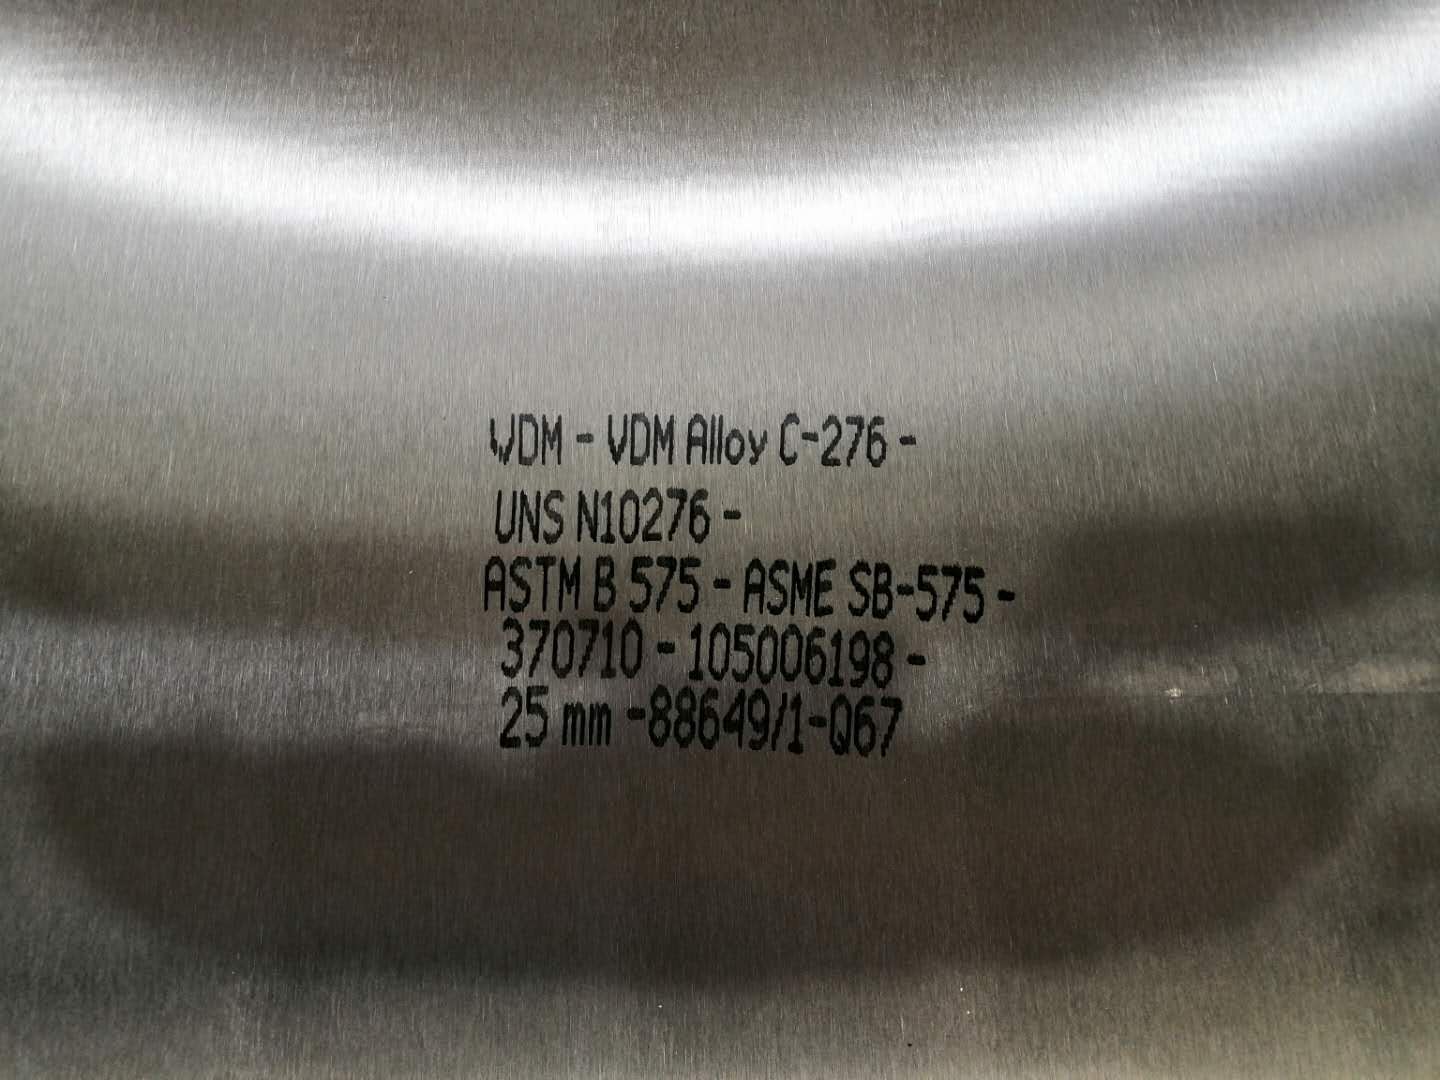 VDM - VDM Alloy C-276 -
UNS N10276 -
ASTM B 575 - ASME SB-575 -
370710 - 105006198 -
25 mm -88649/1-Q67